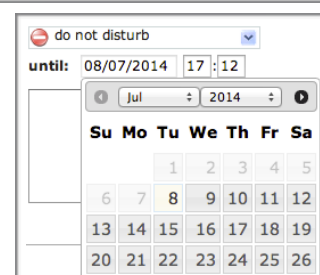 do not disturb
until: 08/07/2014 17 : 12
Jul 2014
Su Mo Tu We Th Fr Sa
1 2 3 4 5
6 7 8 9 10 11 12
13 14 15 16 17 18 19
20 21 22 23 24 25 26